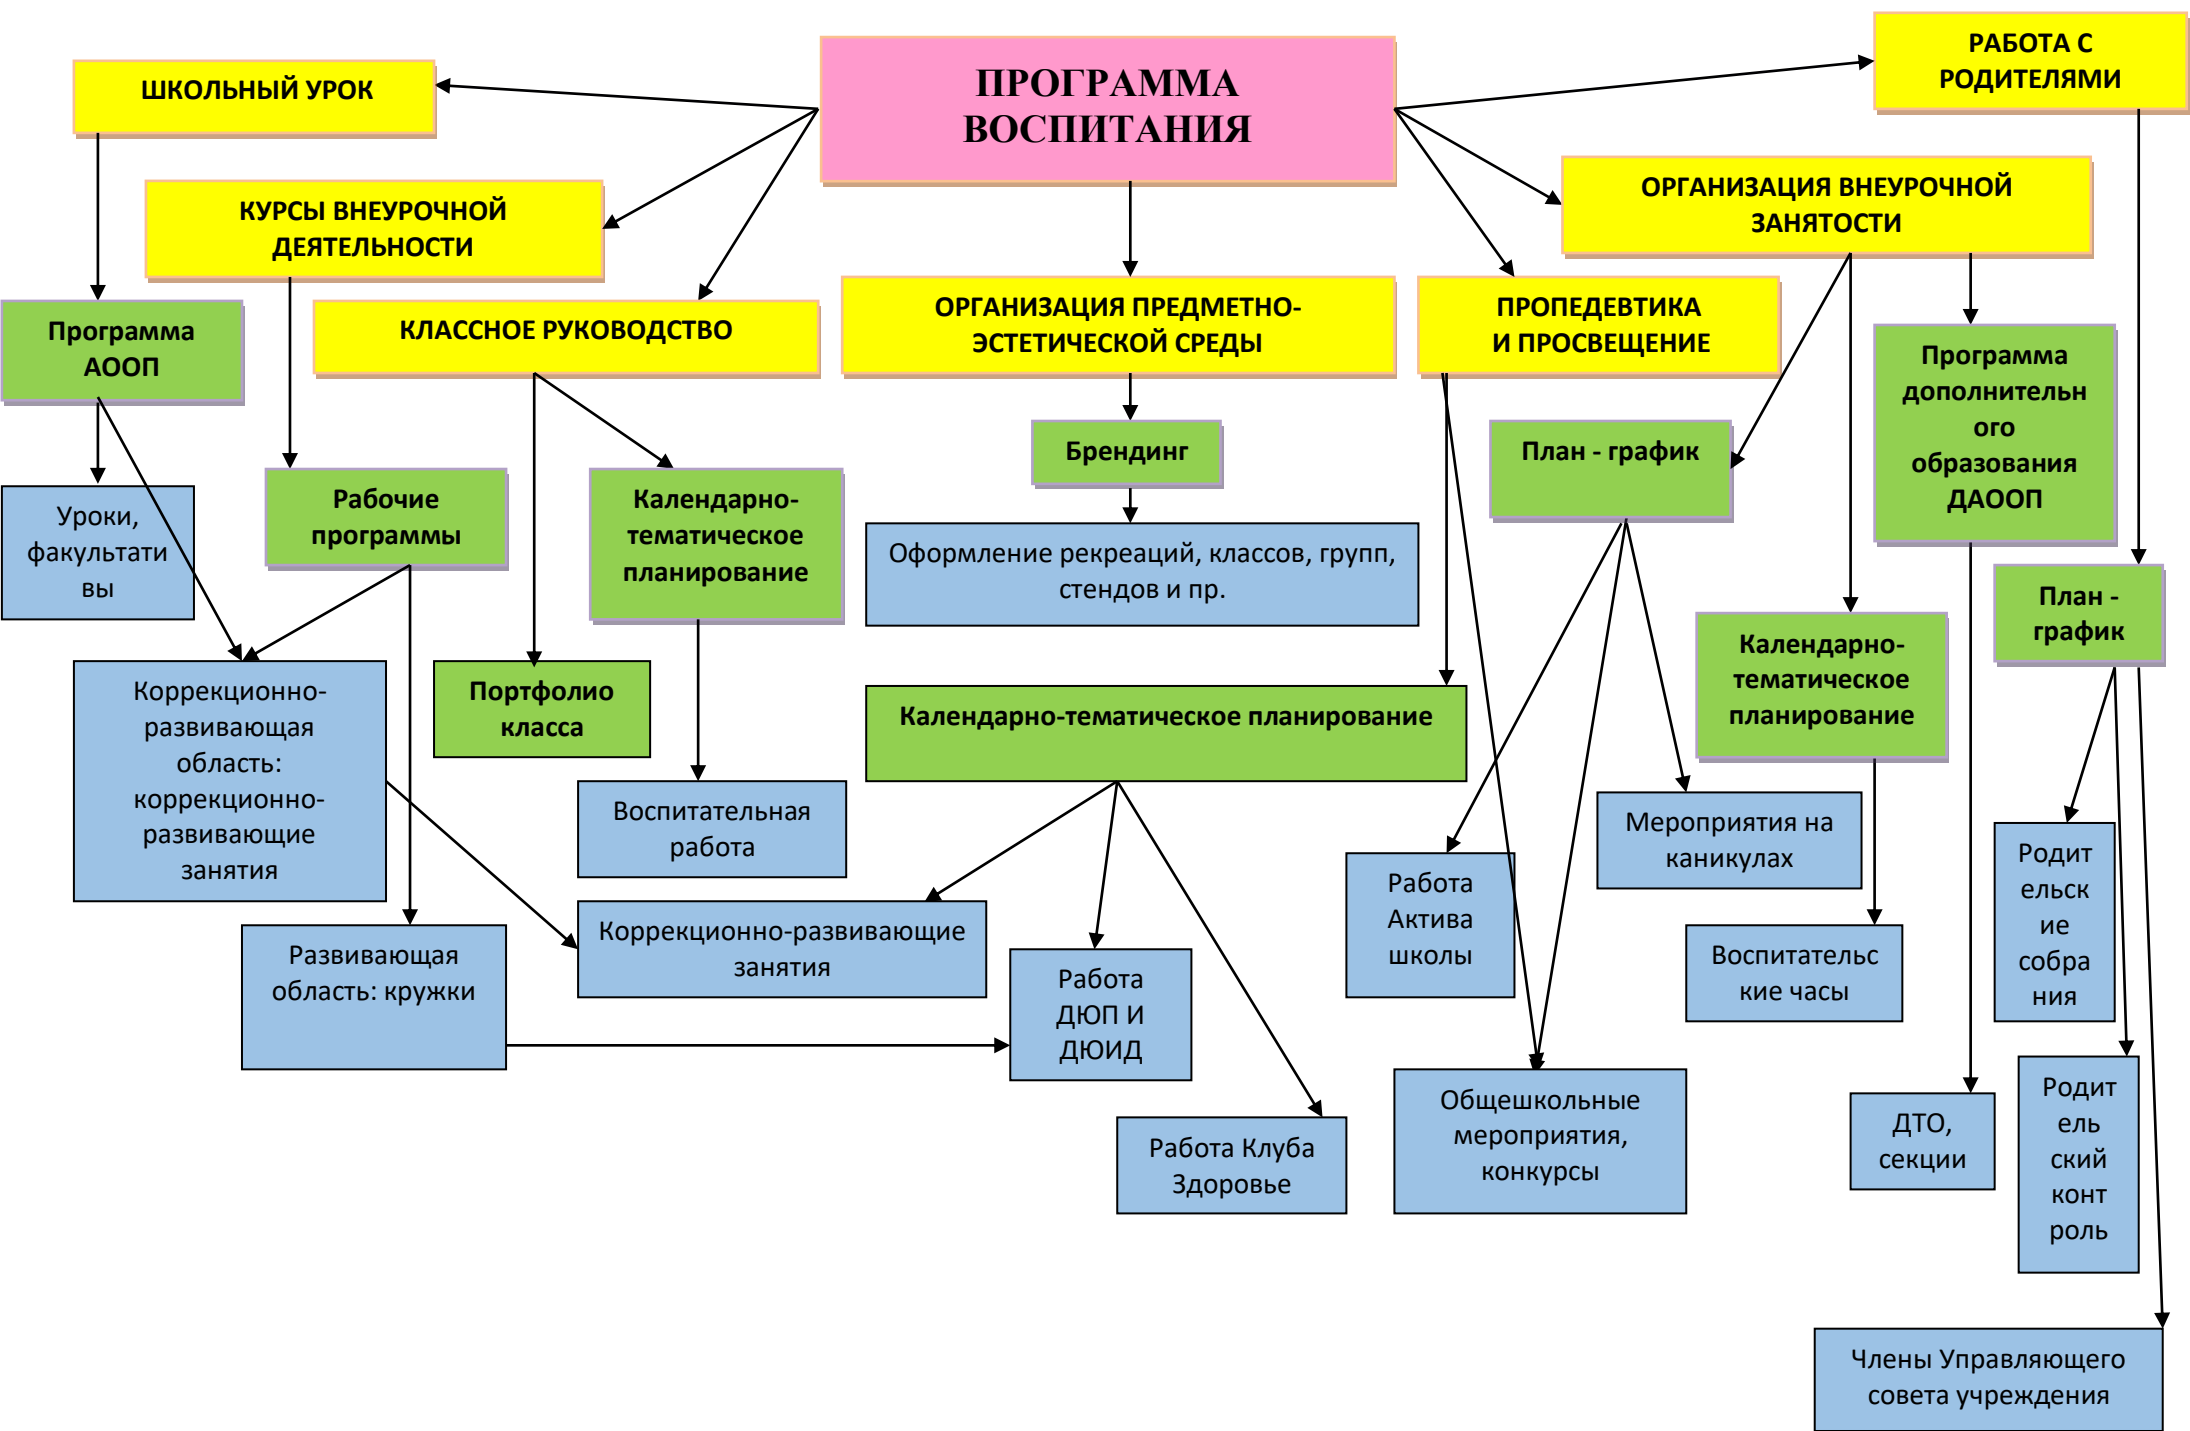 ПРОГРАММА
ВОСПИТАНИЯ
ШКОЛЬНЫЙ УРОК
РАБОТА С
РОДИТЕЛЯМИ
КУРСЫ ВНЕУРОЧНОЙ
ДЕЯТЕЛЬНОСТИ
ОРГАНИЗАЦИЯ ВНЕУРОЧНОЙ
ЗАНЯТОСТИ
КЛАССНОЕ РУКОВОДСТВО
ОРГАНИЗАЦИЯ ПРЕДМЕТНО-
ЭСТЕТИЧЕСКОЙ СРЕДЫ
ПРОПЕДЕВТИКА
И ПРОСВЕЩЕНИЕ
Программа
АООП
Программа
дополнительн
ого
образования
ДАООП
Брендинг
План - график
Рабочие
программы
Календарно-
тематическое
планирование
Уроки,
факультати
вы
Оформление рекреаций, классов, групп,
стендов и пр.
План -
график
Календарно-
тематическое
планирование
Коррекционно-
развивающая
область:
коррекционно-
развивающие
занятия
Портфолио
класса
Календарно-тематическое планирование
Воспитательная
работа
Мероприятия на
каникулах
Родит
ельск
ие
собра
ния
Работа
Актива
школы
Коррекционно-развивающие
занятия
Развивающая
область: кружки
Воспитательс
кие часы
Работа
ДЮП И
ДЮИД
Общешкольные
мероприятия,
конкурсы
Родит
ель
ский
конт
роль
ДТО,
секции
Работа Клуба
Здоровье
Члены Управляющего
совета учреждения